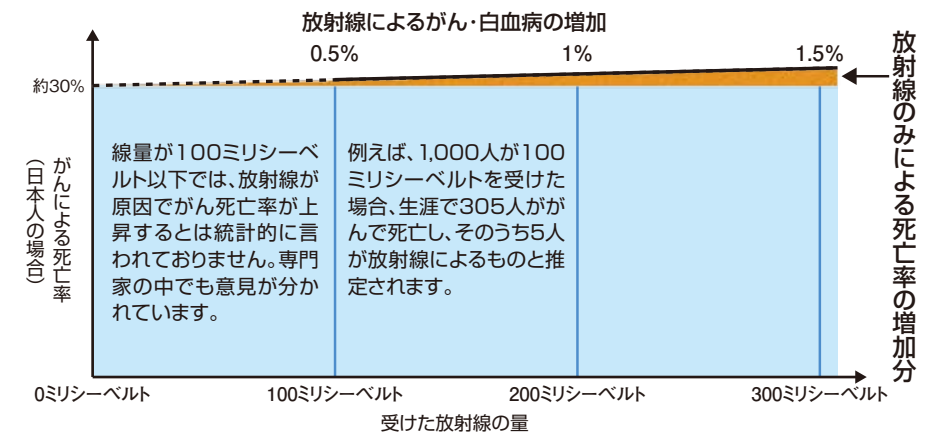 放射線によるがん・白血病の増加
0.5%
1%
1.5%
約30%
がんによる死亡率
（日本人の場合）
線量が100ミリシーベ
ルト以下では、放射線が
原因でがん死亡率が上
昇するとは統計的に言
われておりません。専門
家の中でも意見が分か
れています。
例えば、1,000人が100
ミリシーベルトを受けた
場合、生涯で305人がが
んで死亡し、そのうち5人
が放射線によるものと推
定されます。
放射線のみによる死亡率の増加分
0ミリシーベルト
100ミリシーベルト
200ミリシーベルト
300ミリシーベルト
受けた放射線の量